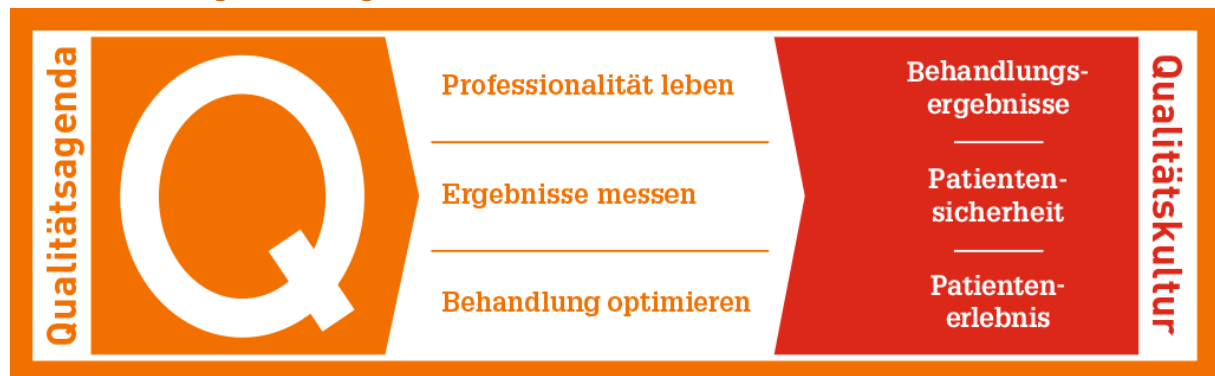 Qualitätsagenda
Q
Professionalität leben
Ergebnisse messen
Behandlung optimieren
Behandlungs-
ergebnisse
Patienten-
sicherheit
Patienten-
erlebnis
Qualitätskultur